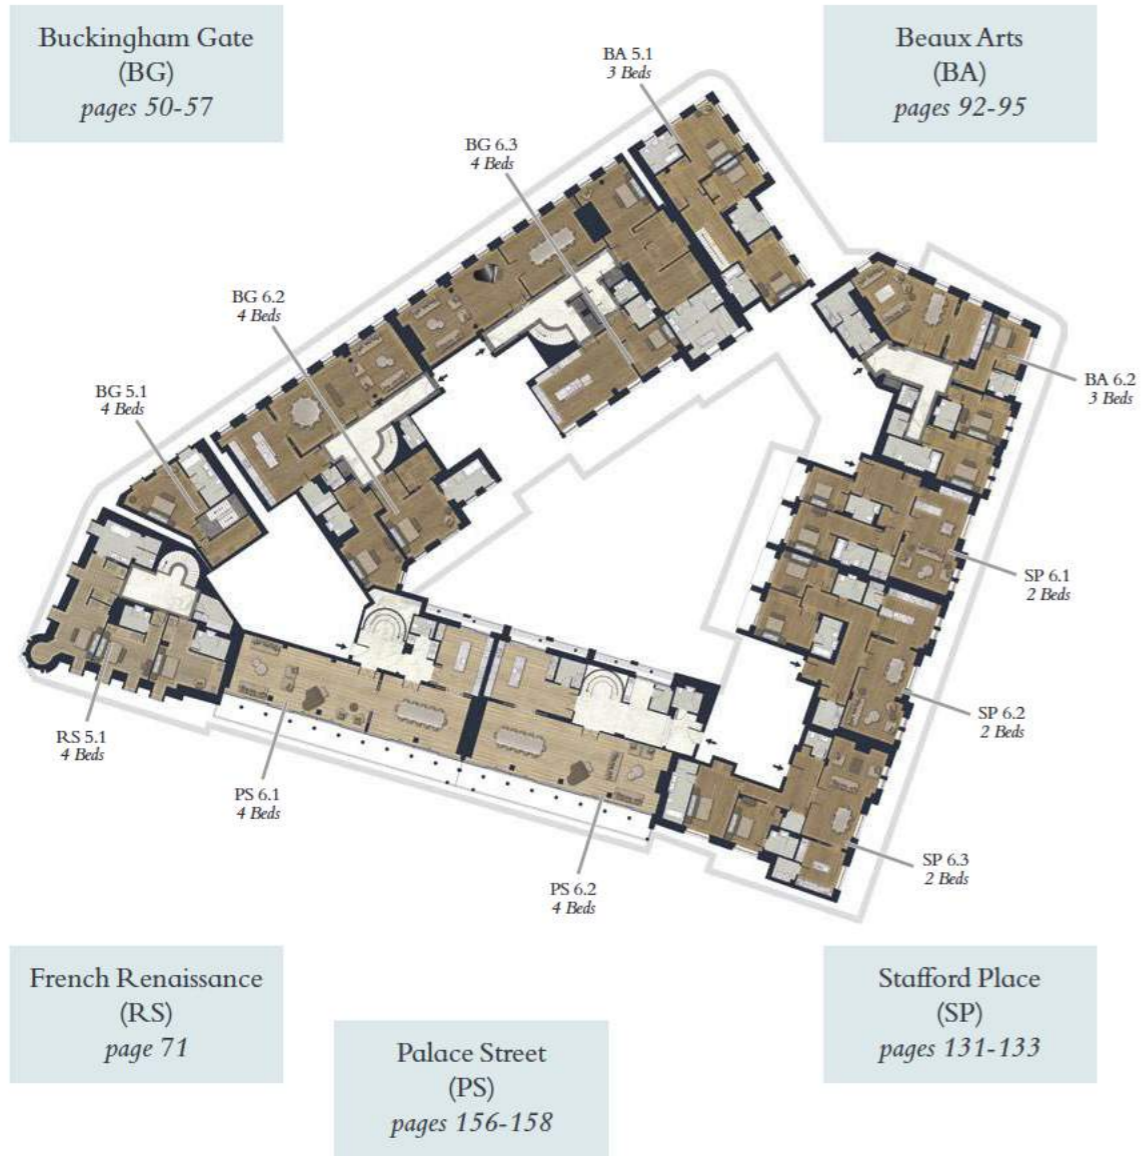 Buckingham Gate
(BG)
pages 50-57
Beaux Arts
(BA)
pages 92-95
BA 5.1
3 Beds
BG 6.3
4 Beds
BG 6.2
4 Beds
BG 5.1
4 Beds
BA 6.2
3 Beds
SP 6.1
2 Beds
SP 6.2
2 Beds
RS 5.1
4 Beds
PS 6.1
4 Beds
SP 6.3
2 Beds
PS 6.2
4 Beds
French Renaissance
(RS)
page 71
Stafford Place
(SP)
pages 131-133
Palace Street
(PS)
pages 156-158